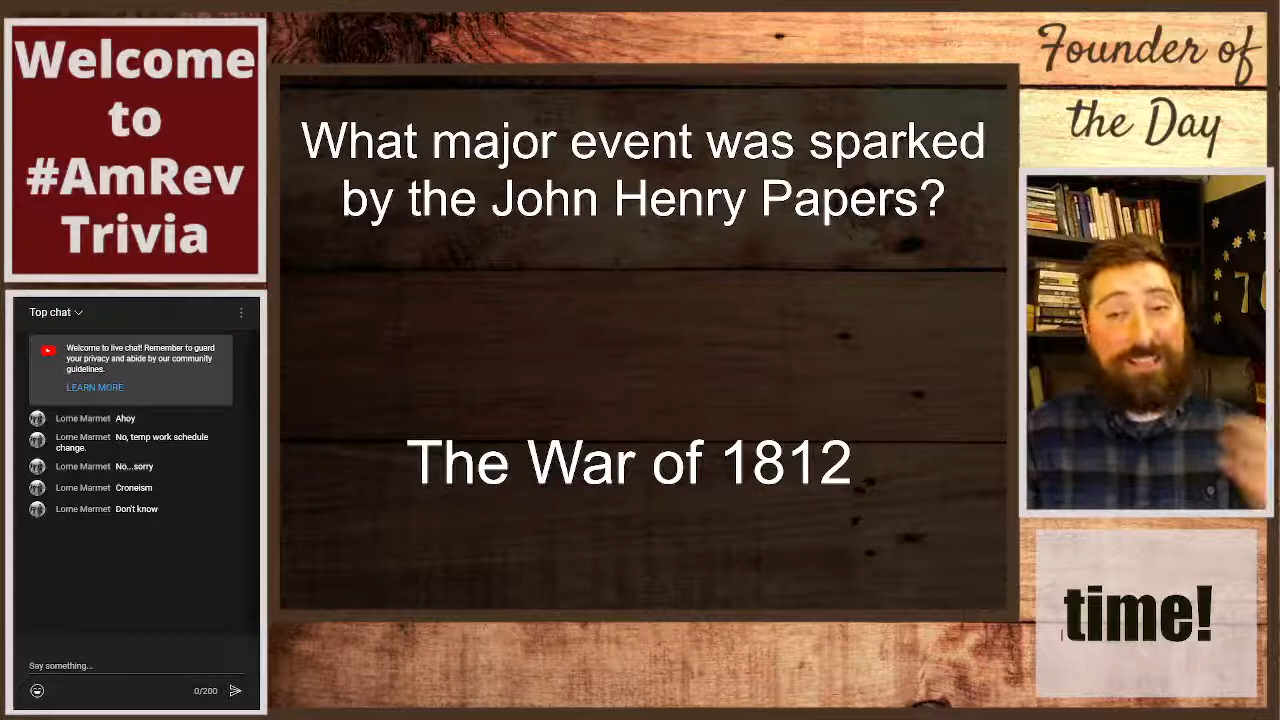 Welcome
to
#AmRev
Trivia
Top chat
Welcome to live chat! Remember to guard
your privacy and abide by our community
guidelines.
LEARN MORE
Lorne Marmet Ahoy
Lorne Marmet No, temp work schedule
change.
Lorne Marmet No...sorry
Lorne Marmet Croneism
Lorne Marmet Don't know
Say something...
0/200
What major event was sparked
by the John Henry Papers?
The War of 1812
Founder of
the Day
time!